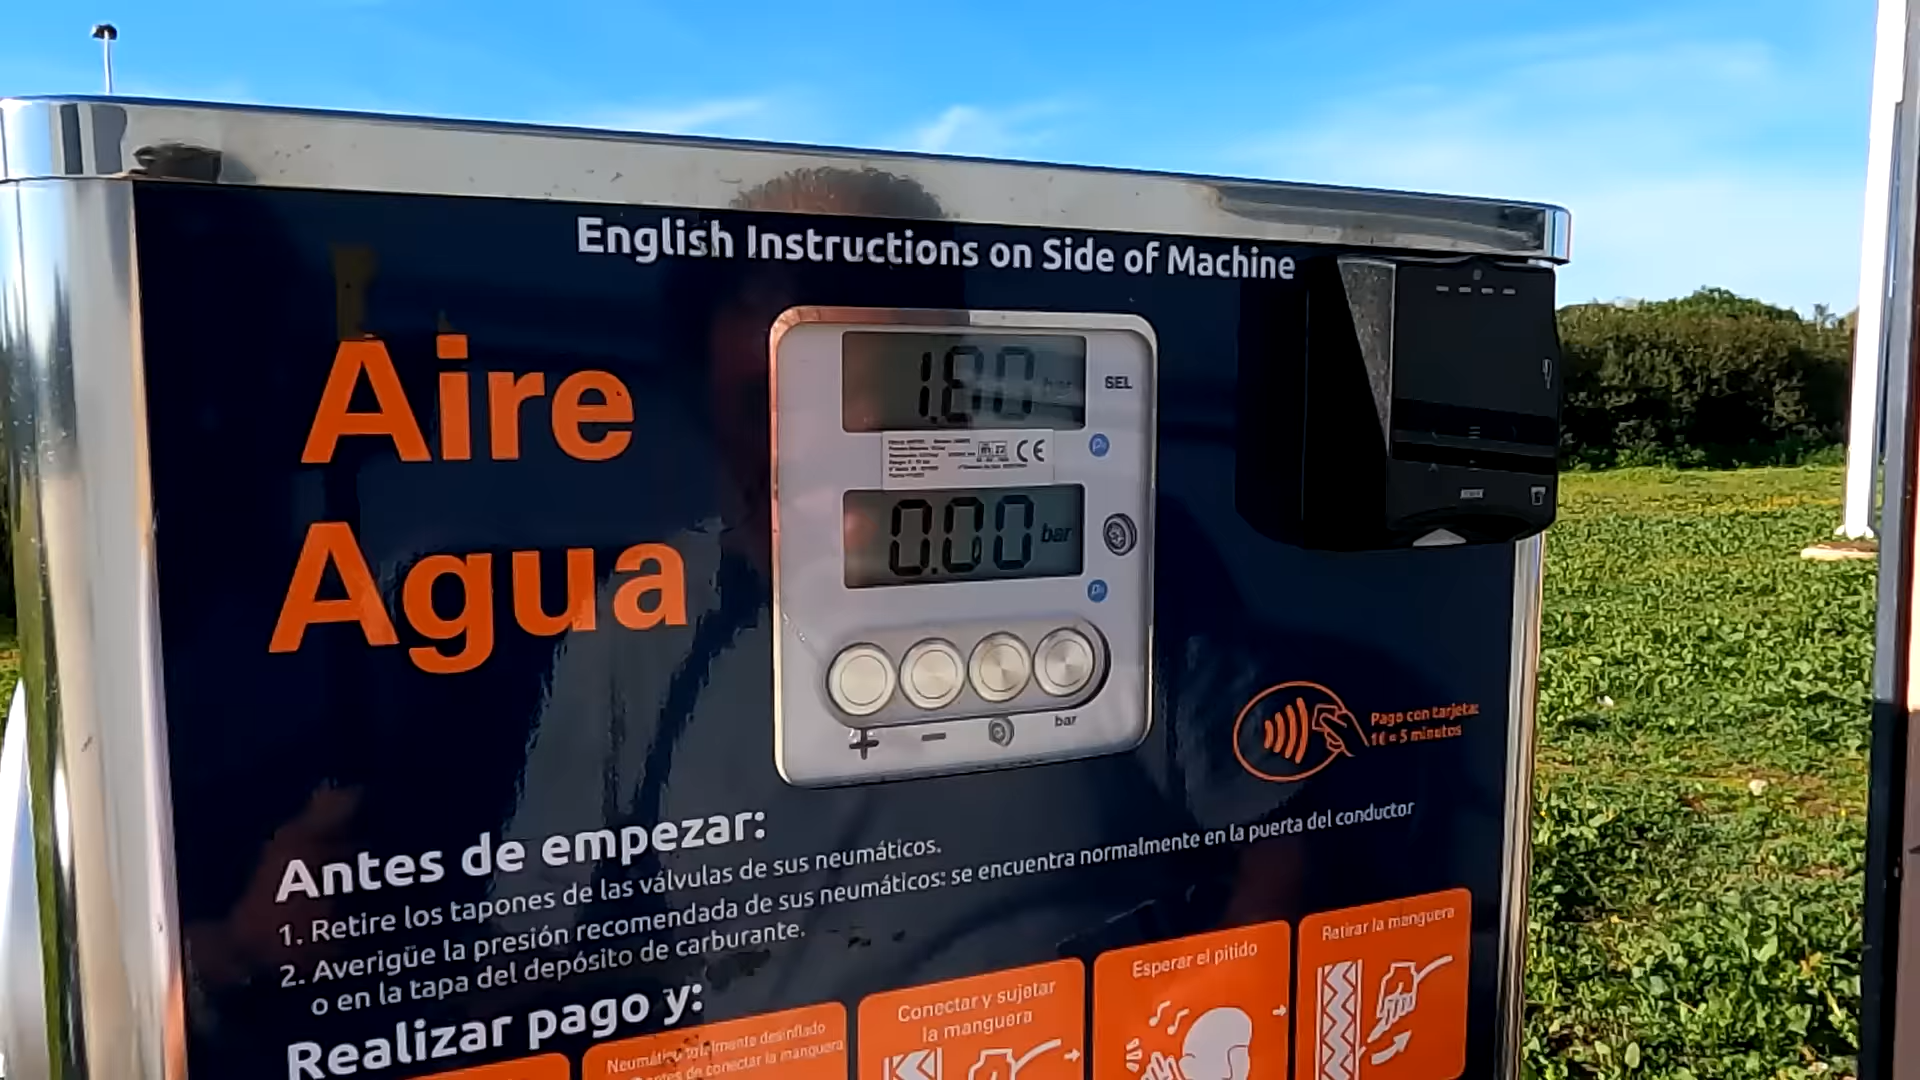 English Instructions on Side of Machine
Aire
Agua
SEL
CE
0.00 bar
+
−
bar
Pago con tarjeta:
1€ = 5 minutos
Antes de empezar:
1. Retire los tapones de las válvulas de sus neumáticos.
2. Averigüe la presión recomendada de sus neumáticos: se encuentra normalmente en la puerta del conductor
o en la tapa del depósito de carburante.
Realizar pago y:
Neumático totalmente desinflado
antes de conectar la manguera
Conectar y sujetar
la manguera
Esperar el pitido
Retirar la manguera